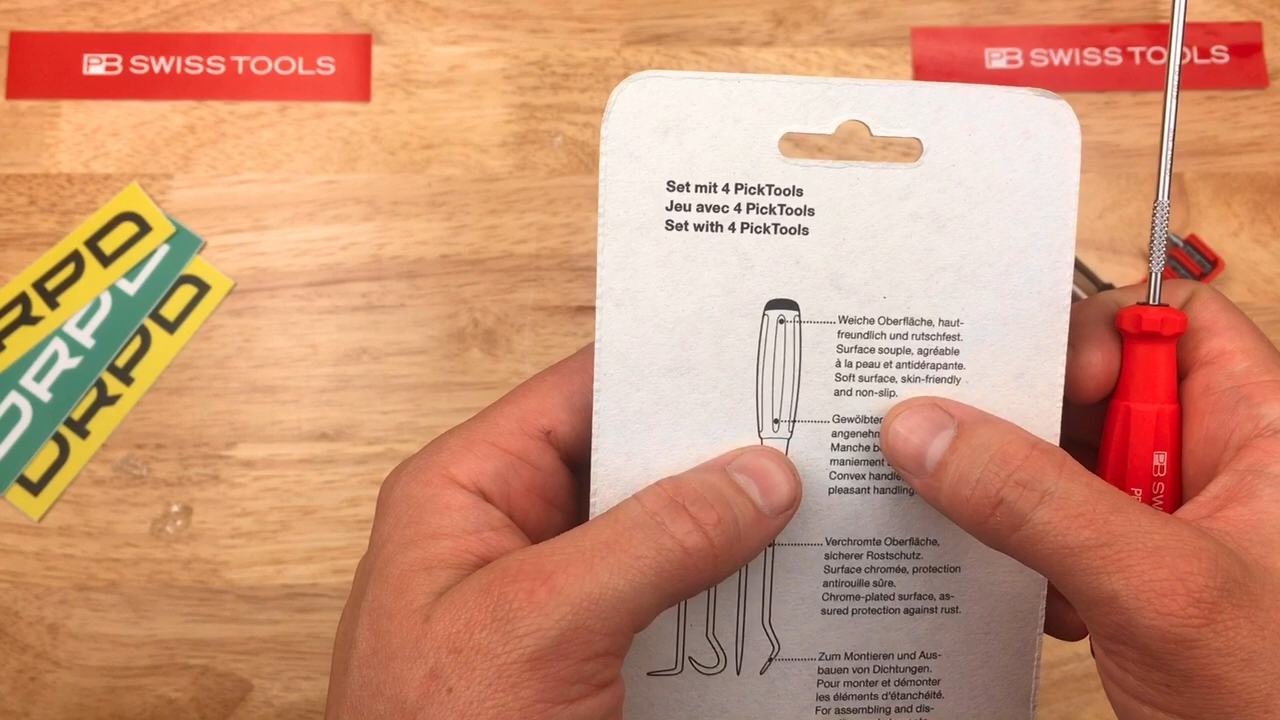 PB SWISS TOOLS
PB SWISS TOOLS
Set mit 4 PickTools
Jeu avec 4 PickTools
Set with 4 PickTools
Weiche Oberfläche, haut-
freundlich und rutschfest.
Surface souple, agréable
à la peau et antidérapante.
Soft surface, skin-friendly
and non-slip.
Gewölbter
angenehm
Manche
maniement
Convex handle,
pleasant handling
Verchromte Oberfläche,
sicherer Rostschutz.
Surface chromée, protection
antirouille sûre.
Chrome-plated surface, as-
sured protection against rust.
Zum Montieren und Aus-
bauen von Dichtungen.
Pour monter et démonter
les éléments d'étanchéité.
For assembling and dis-
DRPD
DRPD
DRPD
PB SW